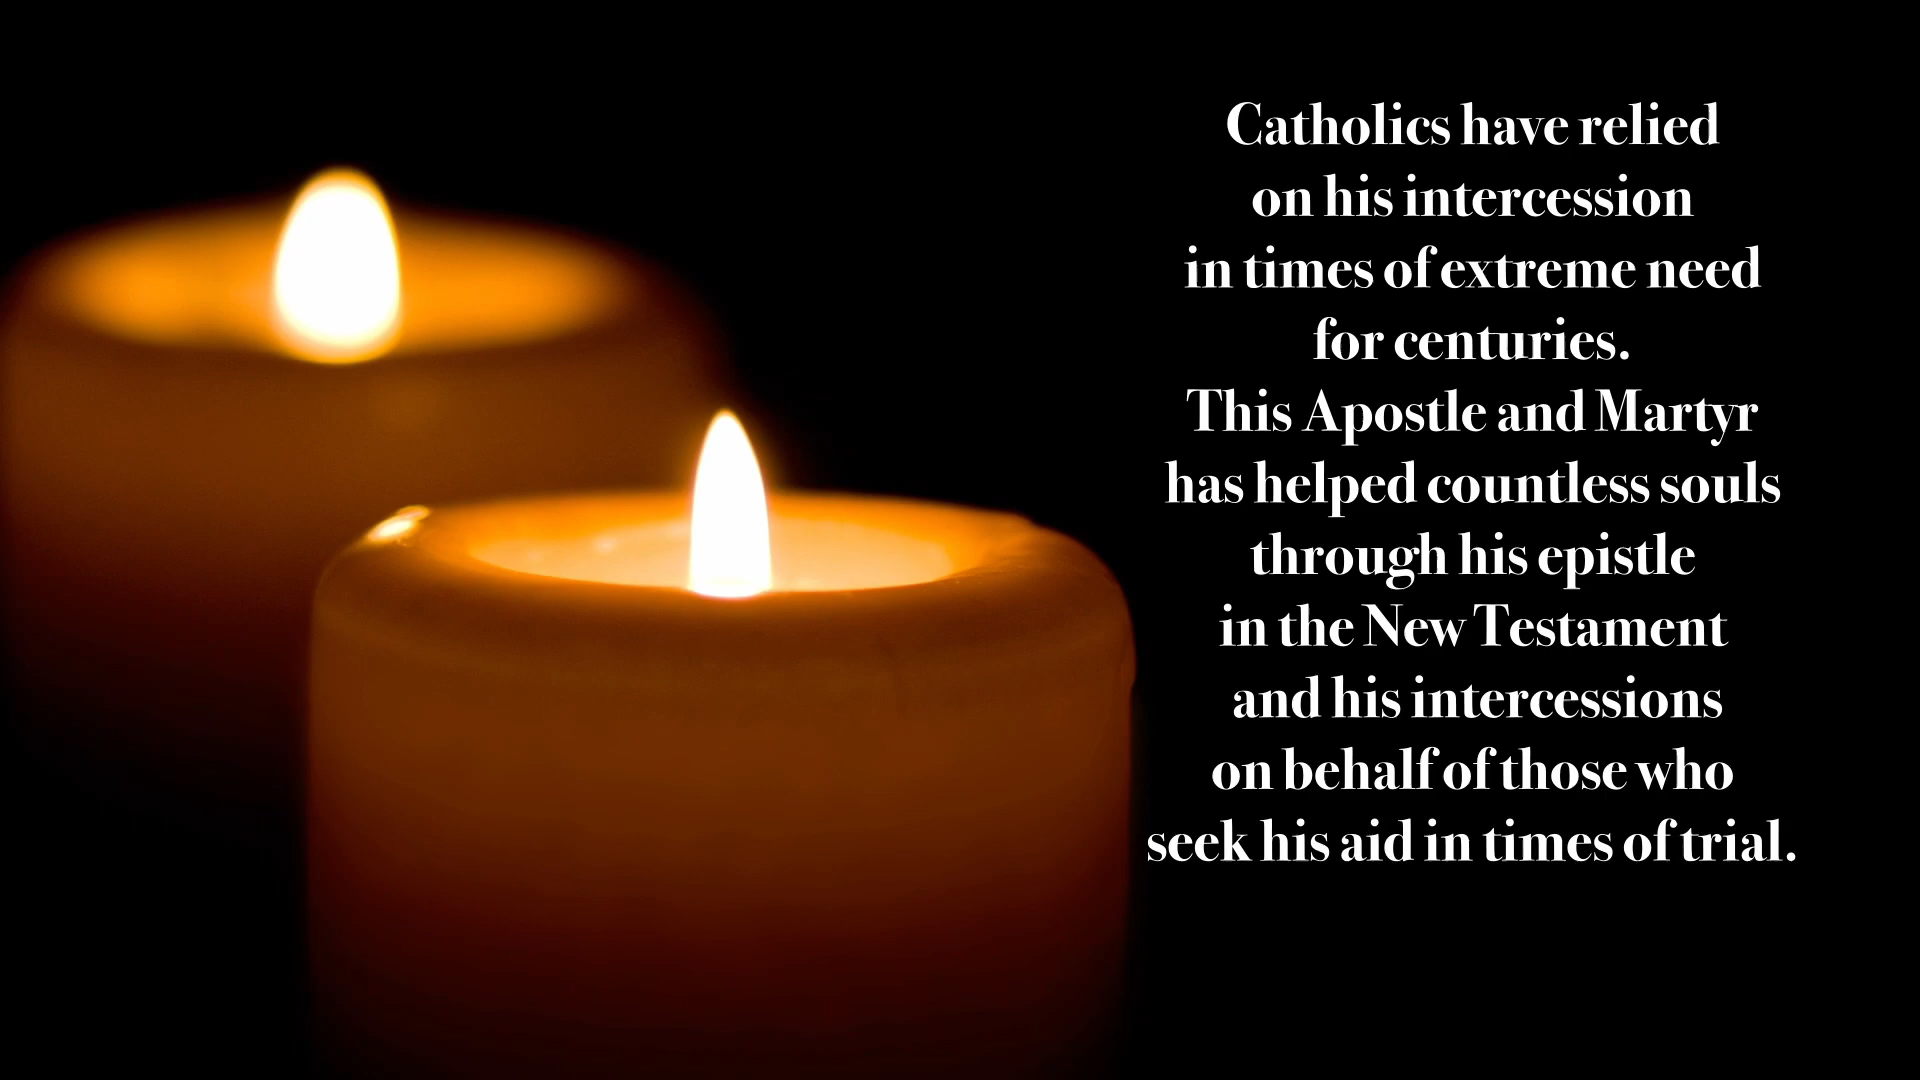 Catholics have relied
on his intercession
in times of extreme need
for centuries.
This Apostle and Martyr
has helped countless souls
through his epistle
in the New Testament
and his intercessions
on behalf of those who
seek his aid in times of trial.